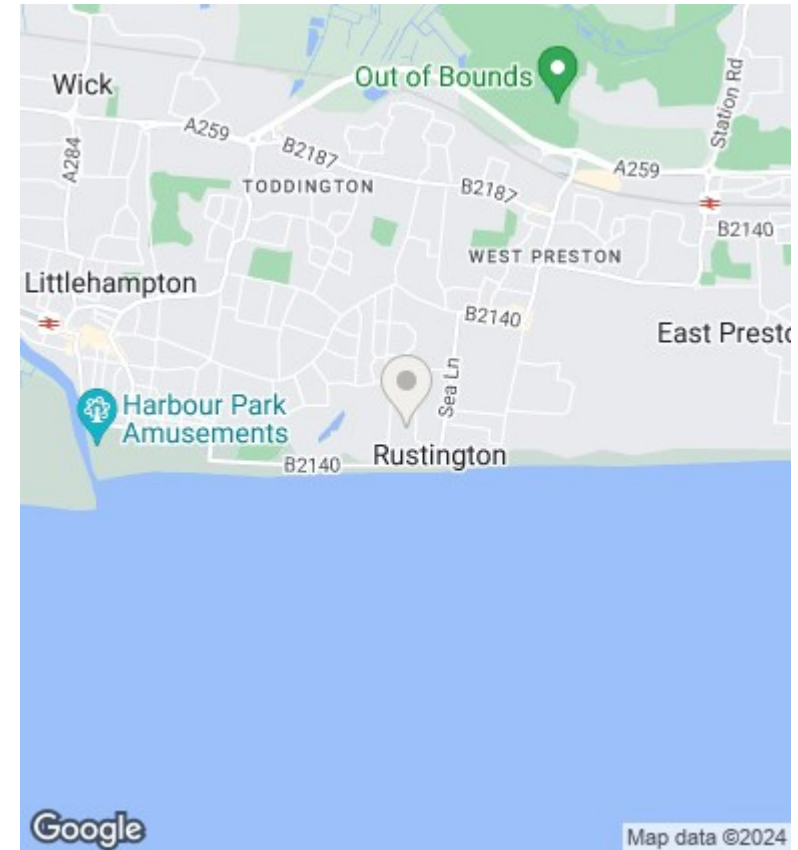 Out of Bounds
Wick
Station Rd
A259
A284
B2187
A259
TODDINGTON
B2187
B2140
WEST PRESTON
Littlehampton
B2140
East Presto
Sea Ln
Harbour Park
Amusements
Rustington
B2140
Google
Map data ©2024